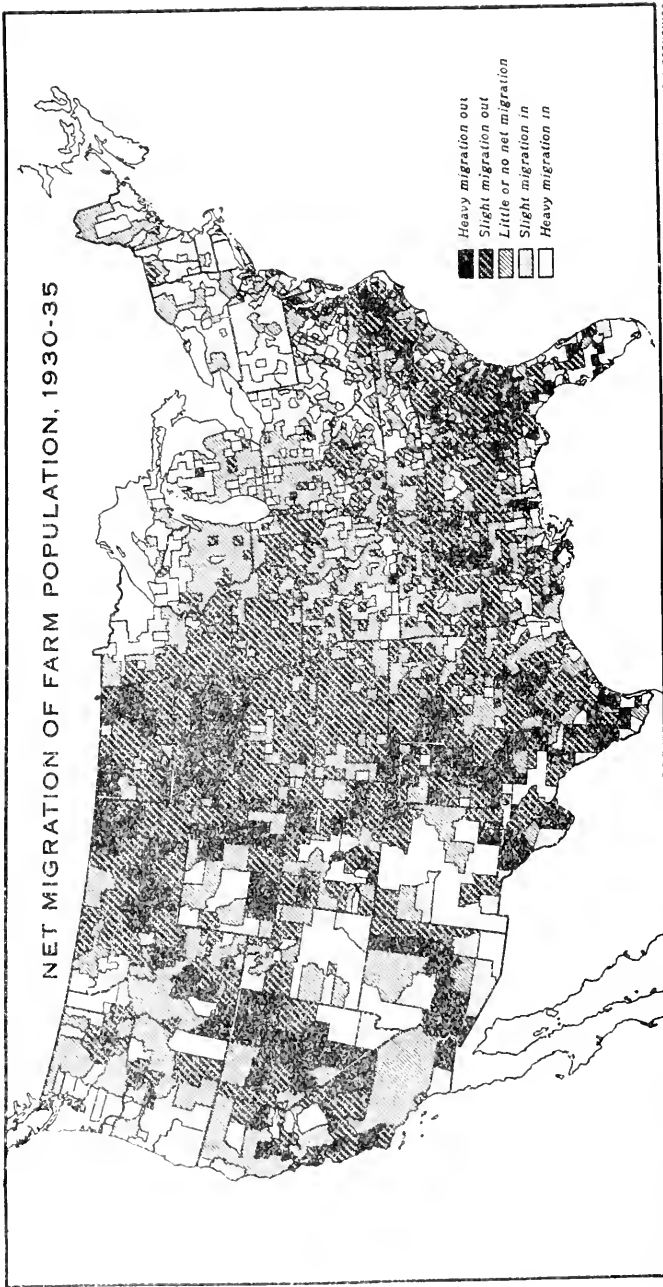 NET MIGRATION OF FARM POPULATION, 1930-35
Heavy migration out
Slight migration out
Little or no net migration
Slight migration in
Heavy migration in